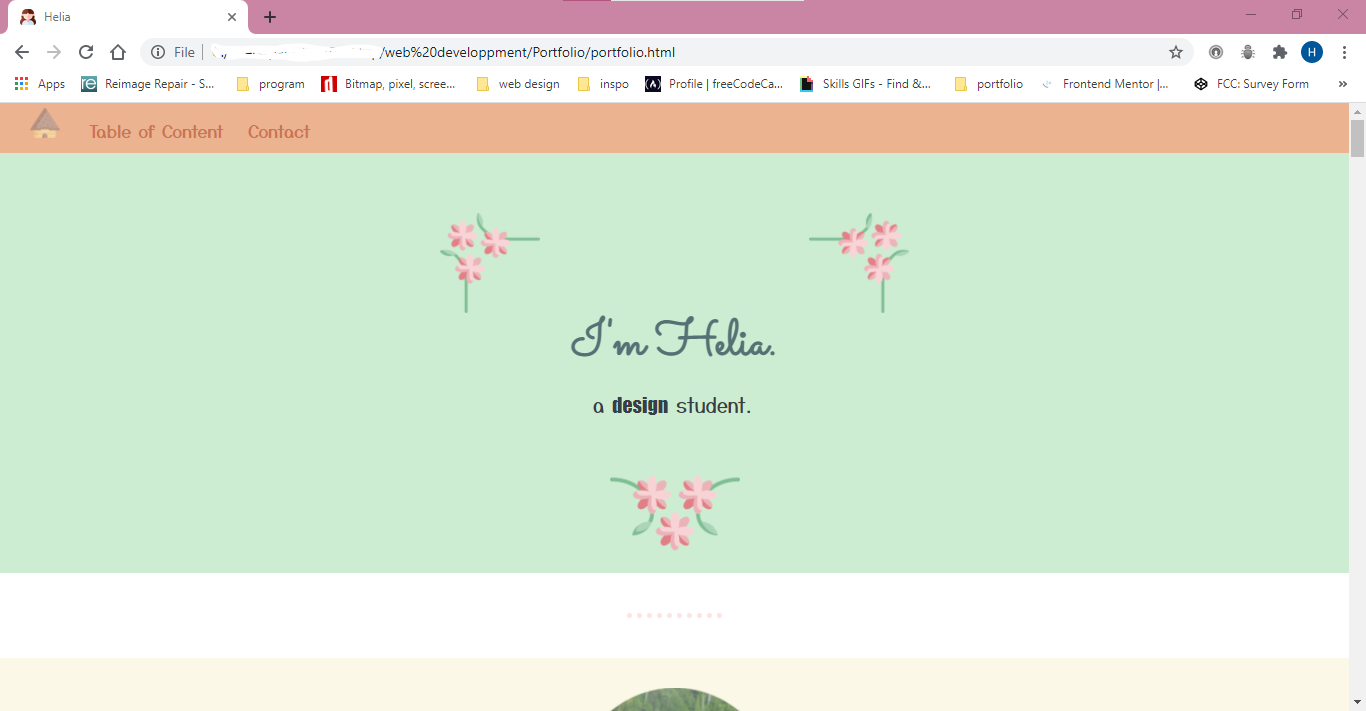 Helia
File
/web%20developpment/Portfolio/portfolio.html
H
Apps
Reimage Repair - S...
program
Bitmap, pixel, scree...
web design
inspo
Profile | freeCodeCa...
Skills GIFs - Find &...
portfolio
Frontend Mentor |...
FCC: Survey Form
Table of Content
Contact
I'm Helia.
a design student.